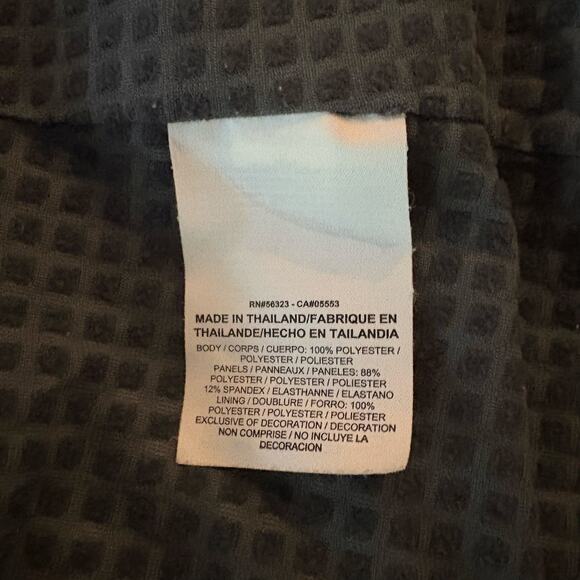 RN#56323 - CA#05553
MADE IN THAILAND/FABRIQUE EN
THAILANDE/HECHO EN TAILANDIA
BODY / CORPS / CUERPO: 100% POLYESTER /
POLYESTER / POLIESTER
PANELS / PANNEAUX / PANELES: 88%
POLYESTER / POLYESTER / POLIESTER
12% SPANDEX / ELASTHANNE / ELASTANO
LINING / DOUBLURE / FORRO: 100%
POLYESTER / POLYESTER / POLIESTER
EXCLUSIVE OF DECORATION / DECORATION
NON COMPRISE / NO INCLUYE LA
DECORACION